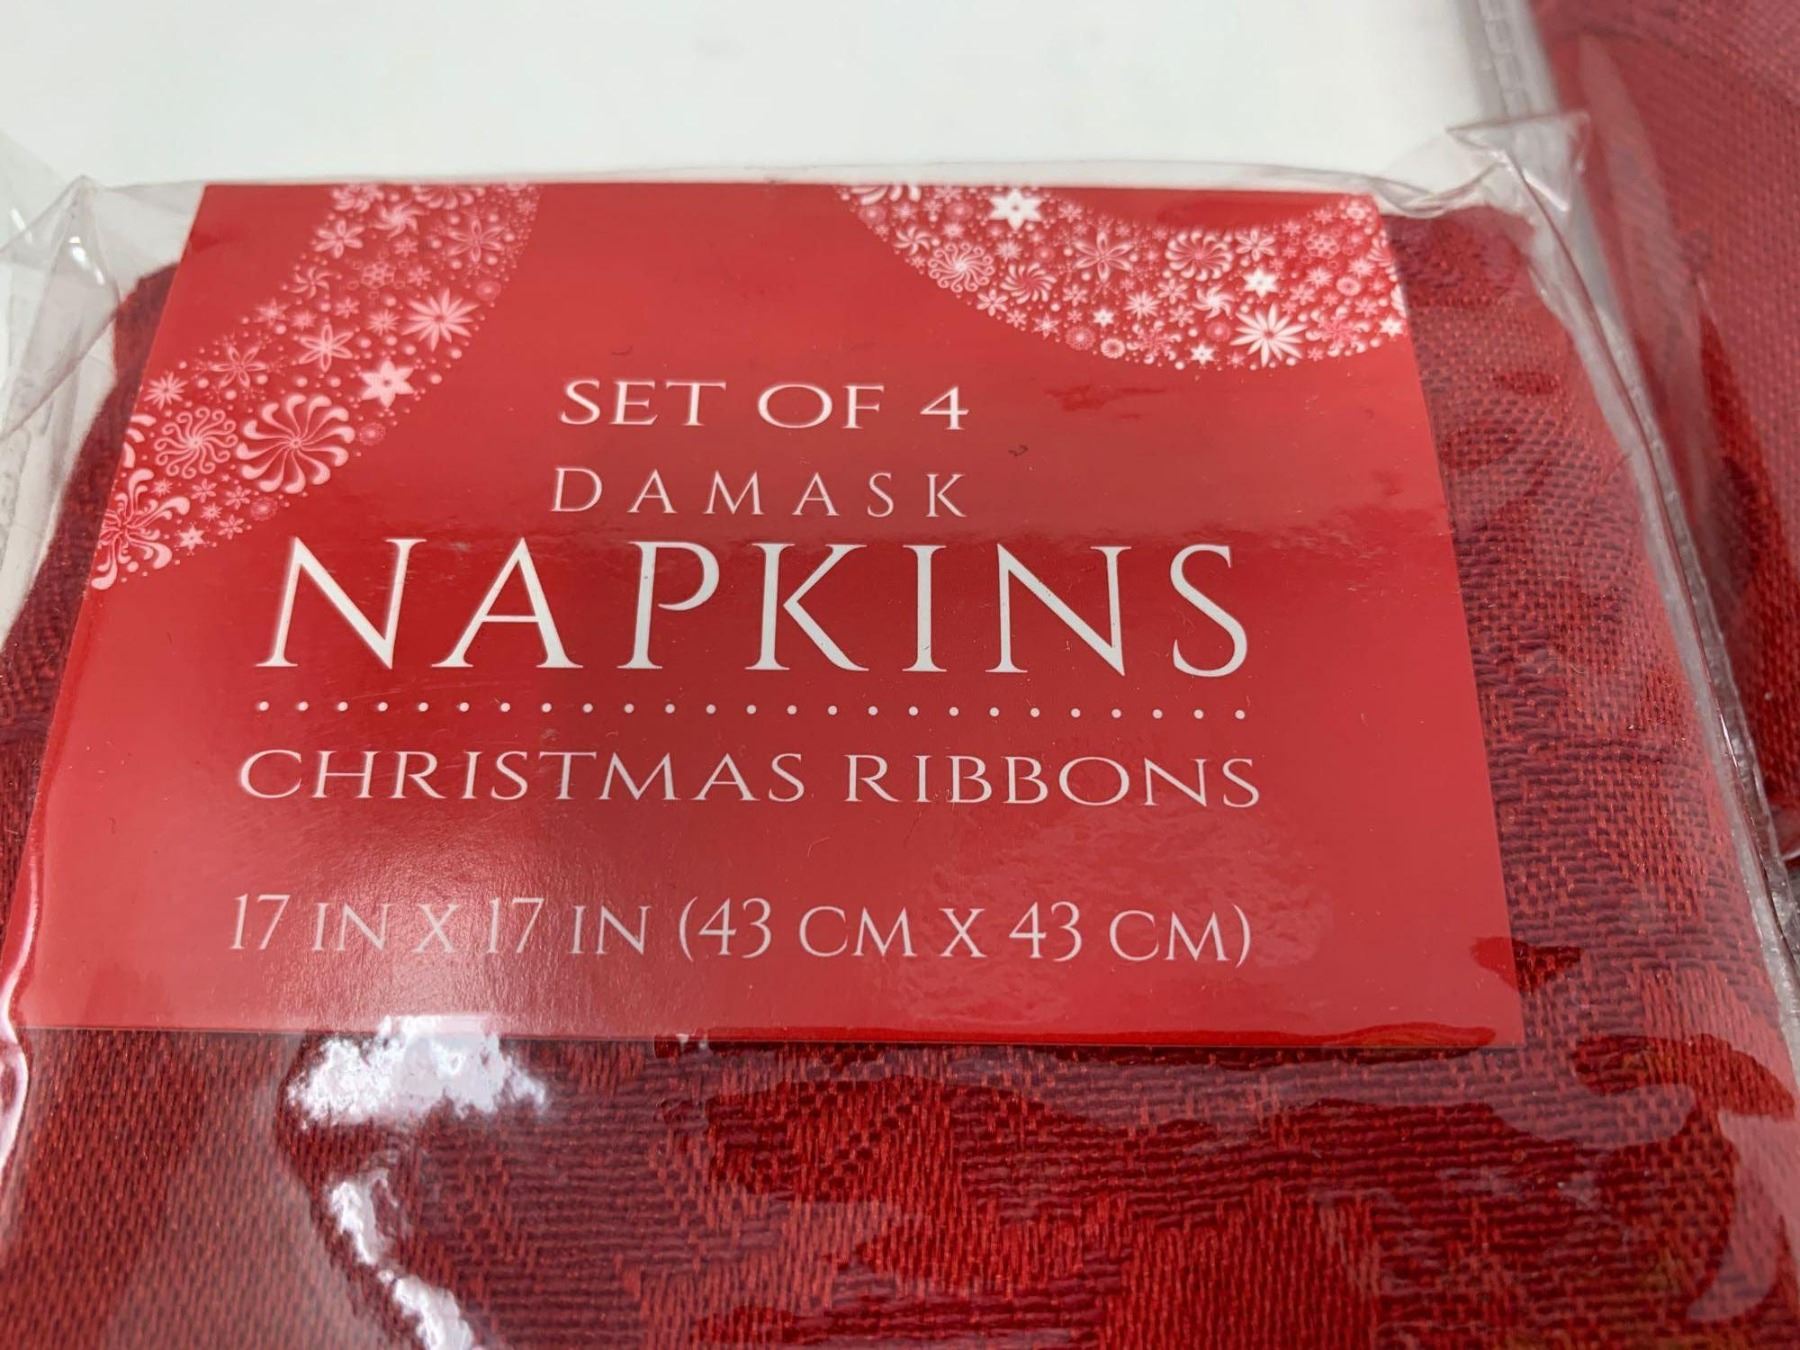 SET OF 4
DAMASK
NAPKINS
CHRISTMAS RIBBONS
17 IN X 17 IN (43 CM X 43 CM)